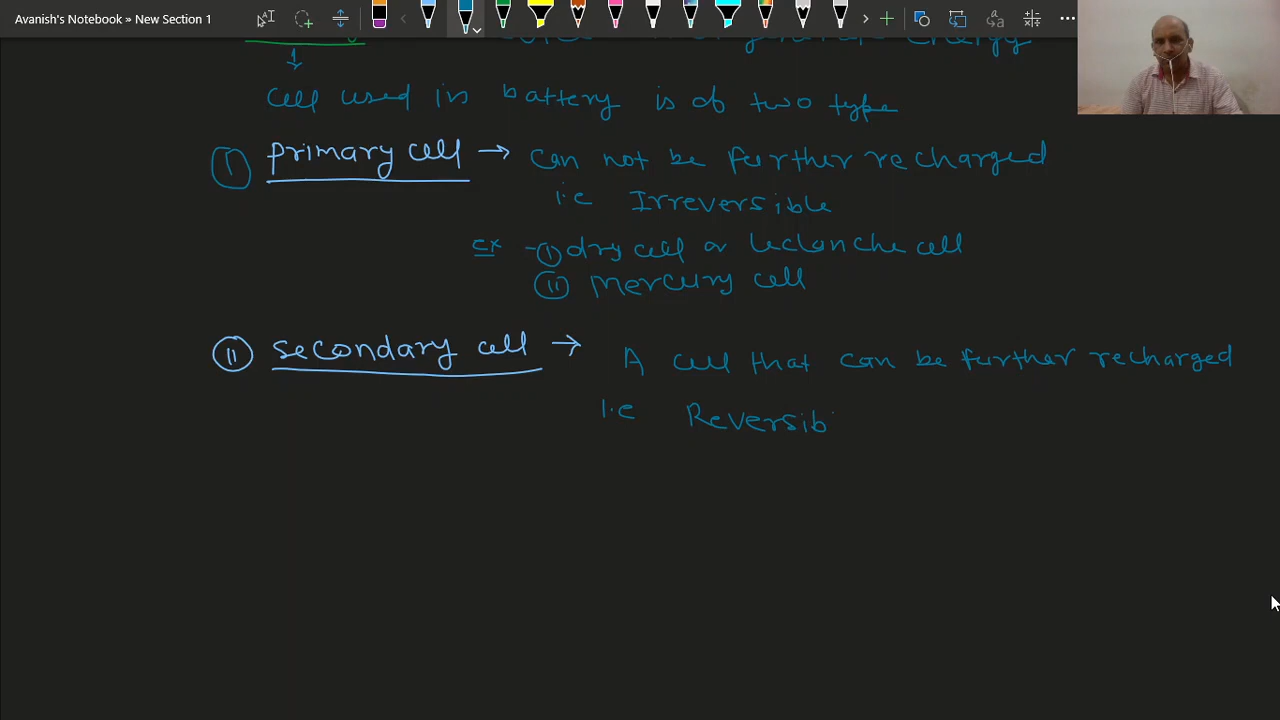 Avanish's Notebook » New Section 1
generate energy
cell used in battery is of two type
(I) primary cell → can not be further recharged
i.e Irreversible
ex - (I) dry cell or leclanche cell
(II) Mercury cell
(II) secondary cell → A cell that can be further recharged
I.e Reversib